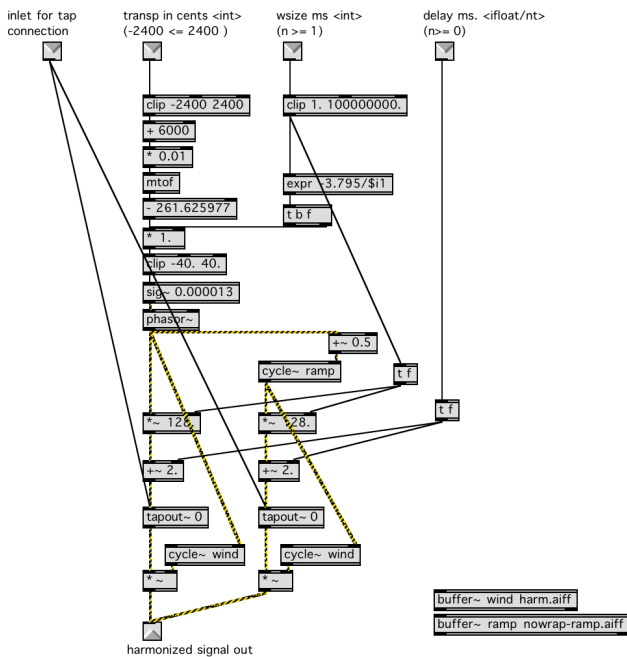 inlet for tap
connection
transp in cents <int>
(-2400 <= 2400 )
wsize ms <int>
(n >= 1)
delay ms. <ifloat/nt>
(n>= 0)
clip -2400 2400
clip 1. 100000000.
+ 6000
* 0.01
mtof
expr -3.795/$i1
- 261.625977
t b f
* 1.
clip -40. 40.
sig~ 0.000013
phasor~
+~ 0.5
cycle~ ramp
t f
t f
*~ 128.
*~ 128.
+~ 2.
+~ 2.
tapout~ 0
tapout~ 0
cycle~ wind
cycle~ wind
*~
*~
buffer~ wind harm.aiff
buffer~ ramp nowrap-ramp.aiff
harmonized signal out